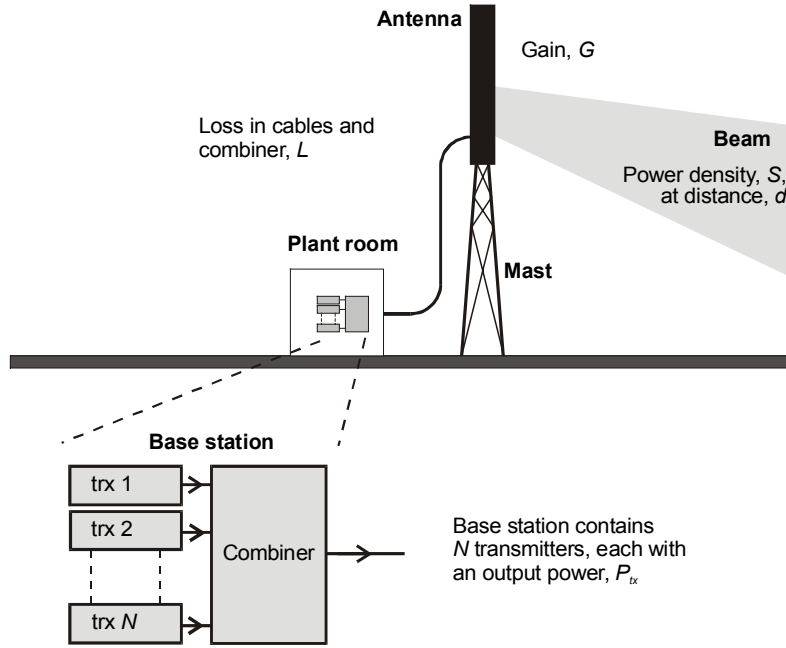 Antenna
Gain, G
Loss in cables and
combiner, L
Beam
Power density, S,
at distance, d
Plant room
Mast
Base station
trx 1
trx 2
Combiner
trx N
Base station contains
N transmitters, each with
an output power, Ptx